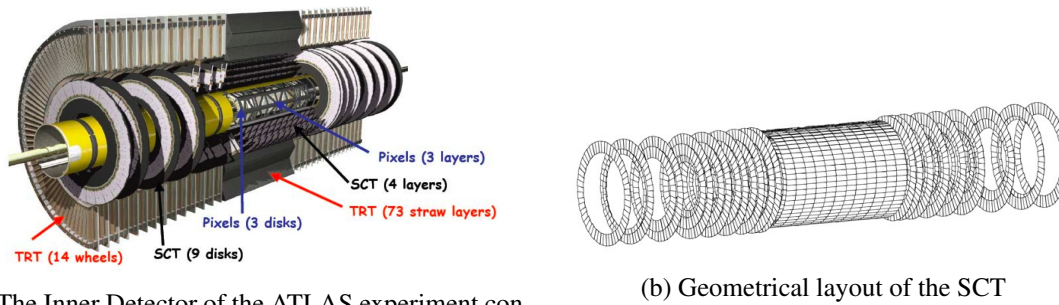 Pixels (3 layers)
SCT (4 layers)
TRT (73 straw layers)
Pixels (3 disks)
TRT (14 wheels)
SCT (9 disks)
The Inner Detector of the ATLAS experiment con
(b) Geometrical layout of the SCT